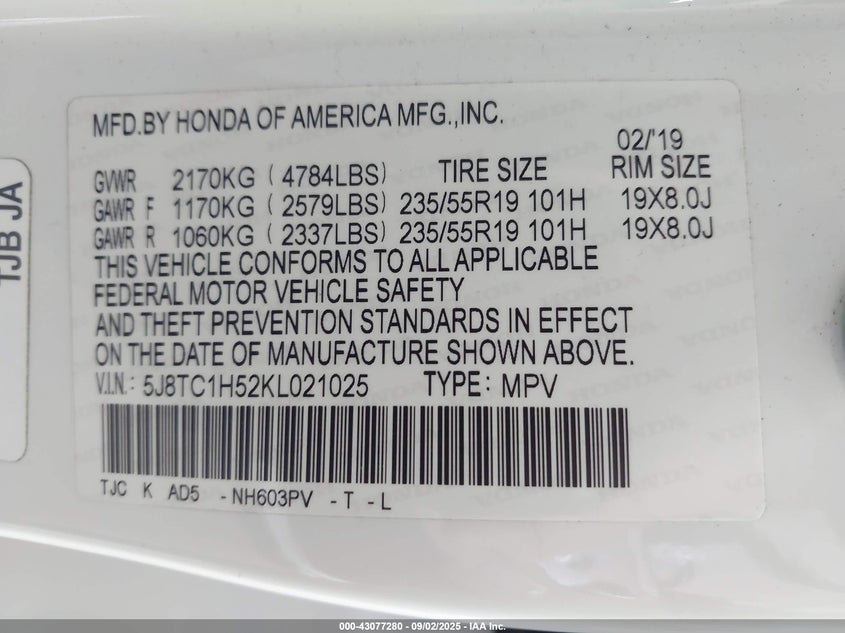 MFD.BY HONDA OF AMERICA MFG.,INC.
02/'19
GVWR 2170KG (4784LBS) TIRE SIZE RIM SIZE
GAWR F 1170KG (2579LBS) 235/55R19 101H 19X8.0J
GAWR R 1060KG (2337LBS) 235/55R19 101H 19X8.0J
THIS VEHICLE CONFORMS TO ALL APPLICABLE
FEDERAL MOTOR VEHICLE SAFETY
AND THEFT PREVENTION STANDARDS IN EFFECT
ON THE DATE OF MANUFACTURE SHOWN ABOVE.
V.I.N.: 5J8TC1H52KL021025 TYPE: MPV
TJC K AD5 -NH603PV -T -L
TJB JA
000-43077280 - 09/02/2025 - IAA Inc.